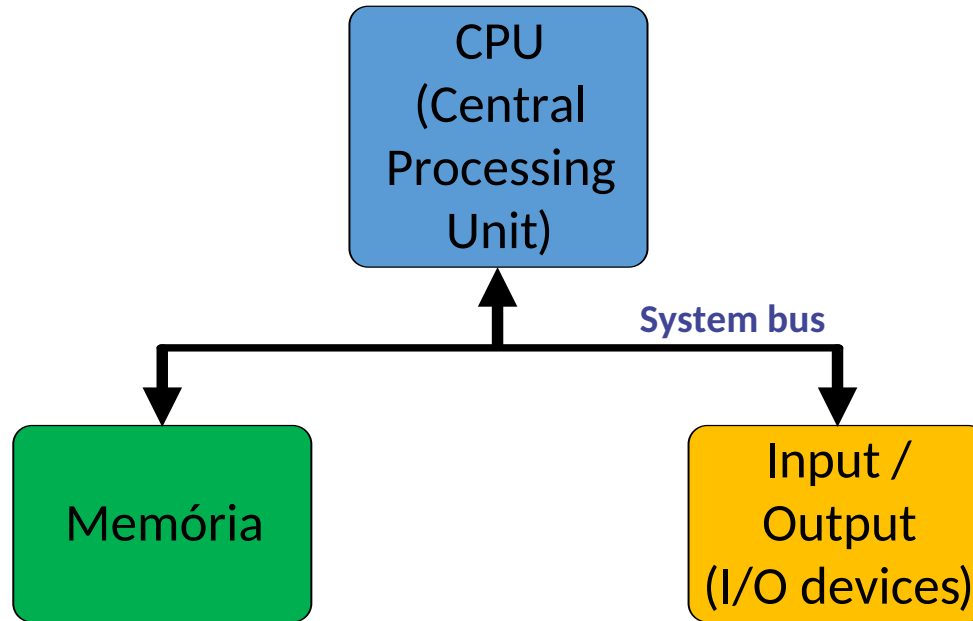 CPU
(Central
Processing
Unit)
System bus
Memória
Input /
Output
(I/O devices)